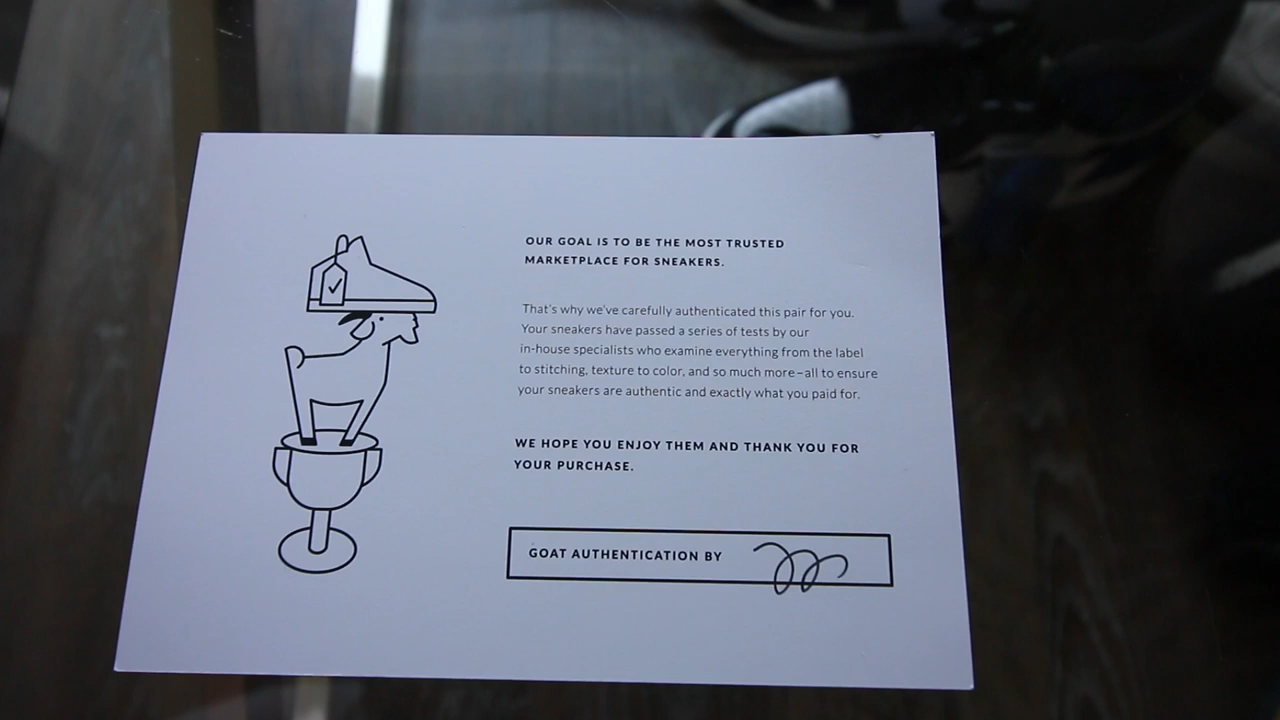 OUR GOAL IS TO BE THE MOST TRUSTED
MARKETPLACE FOR SNEAKERS.
That's why we've carefully authenticated this pair for you.
Your sneakers have passed a series of tests by our
in-house specialists who examine everything from the label
to stitching, texture to color, and so much more–all to ensure
your sneakers are authentic and exactly what you paid for.
WE HOPE YOU ENJOY THEM AND THANK YOU FOR
YOUR PURCHASE.
GOAT AUTHENTICATION BY